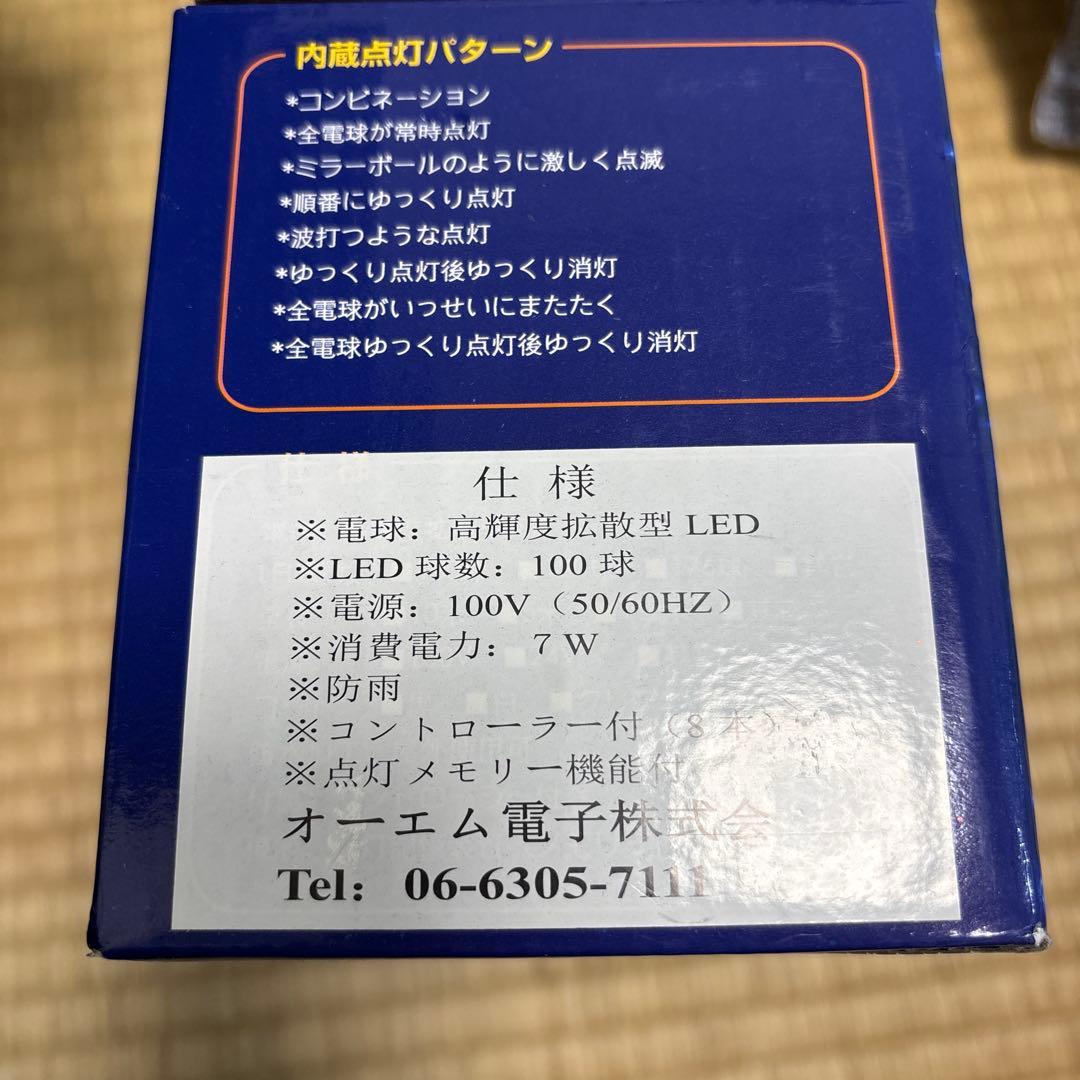 内蔵点灯パターン
*コンビネーション
*全電球が常時点灯
*ミラーボールのように激しく点滅
*順番にゆっくり点灯
*波打つような点灯
*ゆっくり点灯後ゆっくり消灯
*全電球がいっせいにまたたく
*全電球ゆっくり点灯後ゆっくり消灯
仕 様
※電球：高輝度拡散型 LED
※LED 球数：100 球
※電源：100V（50/60HZ）
※消費電力：７W
※防雨
※コントローラー付（8 本）
※点灯メモリー機能付
オーエム電子株式会
Tel： 06-6305-7111